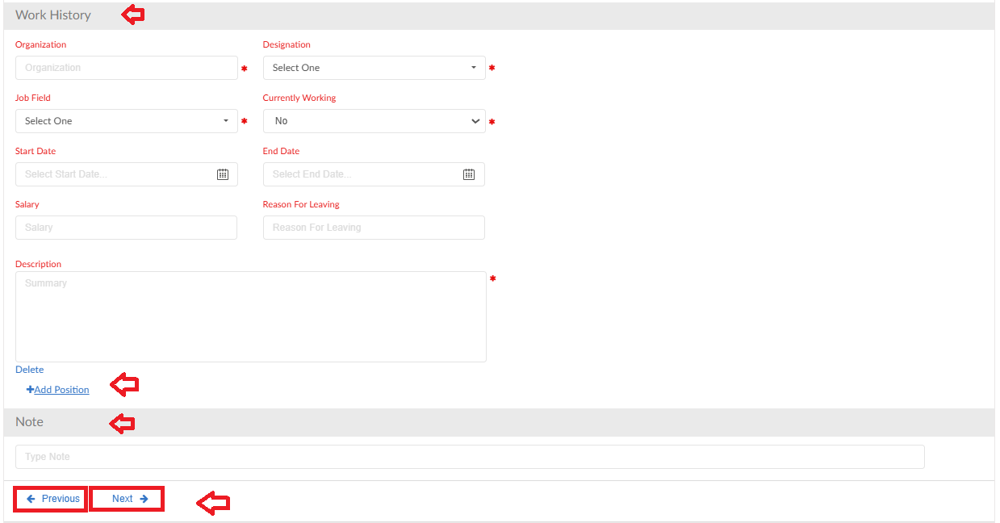 Work History
Organization Designation
Organization * Select One *
Job Field Currently Working
Select One * No *
Start Date End Date
Select Start Date... Select End Date...
Salary Reason For Leaving
Salary Reason For Leaving
Description
Summary *
Delete
+Add Position
Note
Type Note
Previous Next